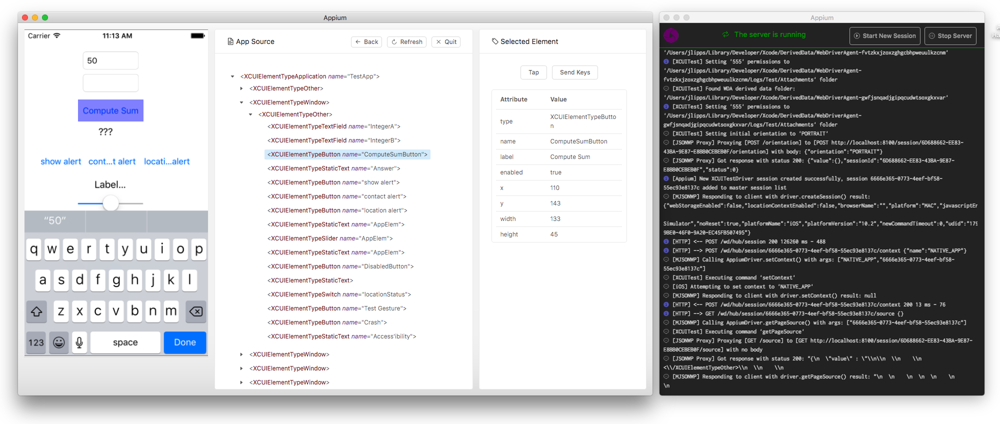 Appium
Carrier
11:13 AM
50
Compute Sum
???
show alert
cont...t alert
locati...alert
Label...
“50”
q w e r t y u i o p
a s d f g h j k l
z x c v b n m
123
space
Done
App Source
Back
Refresh
Quit
<XCUIElementTypeApplication name="TestApp">
<XCUIElementTypeOther>
<XCUIElementTypeWindow>
<XCUIElementTypeOther>
<XCUIElementTypeTextField name="IntegerA">
<XCUIElementTypeTextField name="IntegerB">
<XCUIElementTypeButton name="ComputeSumButton">
<XCUIElementTypeStaticText name="Answer">
<XCUIElementTypeButton name="show alert">
<XCUIElementTypeButton name="contact alert">
<XCUIElementTypeButton name="location alert">
<XCUIElementTypeStaticText name="AppElem">
<XCUIElementTypeSlider name="AppElem">
<XCUIElementTypeStaticText name="AppElem">
<XCUIElementTypeButton name="DisabledButton">
<XCUIElementTypeStaticText>
<XCUIElementTypeSwitch name="locationStatus">
<XCUIElementTypeButton name="Test Gesture">
<XCUIElementTypeButton name="Crash">
<XCUIElementTypeStaticText name="Access'ibility">
<XCUIElementTypeWindow>
<XCUIElementTypeWindow>
<XCUIElementTypeWindow>
Selected Element
Tap
Send Keys
Attribute Value
type XCUIElementTypeButto
n
name ComputeSumButton
label Compute Sum
enabled true
x 110
y 143
width 133
height 45
Appium
The server is running
Start New Session
Stop Server
'/Users/jlipps/Library/Developer/Xcode/DerivedData/WebDriverAgent-fvtzkxjzoxzghgcbhpweuulkzcnm'
[XCUITest] Setting '555' permissions to
'/Users/jlipps/Library/Developer/Xcode/DerivedData/WebDriverAgent-
fvtzkxjzoxzghgcbhpweuulkzcnm/Logs/Test/Attachments' folder
[XCUITest] Found WDA derived data folder:
'/Users/jlipps/Library/Developer/Xcode/DerivedData/WebDriverAgent-gwfjsnqadjgipqcudwtsoxgkxvar'
[XCUITest] Setting '555' permissions to
'/Users/jlipps/Library/Developer/Xcode/DerivedData/WebDriverAgent-
gwfjsnqadjgipqcudwtsoxgkxvar/Logs/Test/Attachments' folder
[XCUITest] Setting initial orientation to 'PORTRAIT'
[JSONWP Proxy] Proxying [POST /orientation] to [POST http://localhost:8100/session/6D688662-EE83-
43BA-9E87-E8BB0CEBEB0F/orientation] with body: {"orientation":"PORTRAIT"}
[JSONWP Proxy] Got response with status 200: {"value":{},"sessionId":"6D688662-EE83-43BA-9E87-
E8BB0CEBEB0F","status":0}
[Appium] New XCUITestDriver session created successfully, session 6666e365-0773-4eef-bf58-
55ec93e8137c added to master session list
[MJSONWP] Responding to client with driver.createSession() result:
{"webStorageEnabled":false,"locationContextEnabled":false,"browserName":"","platform":"MAC","javascriptEn
Simulator","noReset":true,"platformName":"iOS","platformVersion":"10.2","newCommandTimeout":0,"udid":"179
9BE0-46F0-9A20-EC45FB507495"}
[HTTP] <-- POST /wd/hub/session 200 126260 ms - 488
[HTTP] --> POST /wd/hub/session/6666e365-0773-4eef-bf58-55ec93e8137c/context {"name":"NATIVE_APP"}
[MJSONWP] Calling AppiumDriver.setContext() with args: ["NATIVE_APP","6666e365-0773-4eef-bf58-
55ec93e8137c"]
[XCUITest] Executing command 'setContext'
[iOS] Attempting to set context to 'NATIVE_APP'
[MJSONWP] Responding to client with driver.setContext() result: null
[HTTP] <-- POST /wd/hub/session/6666e365-0773-4eef-bf58-55ec93e8137c/context 200 13 ms - 76
[HTTP] --> GET /wd/hub/session/6666e365-0773-4eef-bf58-55ec93e8137c/source {}
[MJSONWP] Calling AppiumDriver.getPageSource() with args: ["6666e365-0773-4eef-bf58-55ec93e8137c"]
[XCUITest] Executing command 'getPageSource'
[JSONWP Proxy] Proxying [GET /source] to [GET http://localhost:8100/session/6D688662-EE83-43BA-9E87-
E8BB0CEBEB0F/source] with no body
[JSONWP Proxy] Got response with status 200: "{\n \"value\" : \"\\n\\n \\n \\n
<\\/XCUIElementTypeOther>\\n \\n \\n
[MJSONWP] Responding to client with driver.getPageSource() result: "\n \n \n \n \n \n
\n